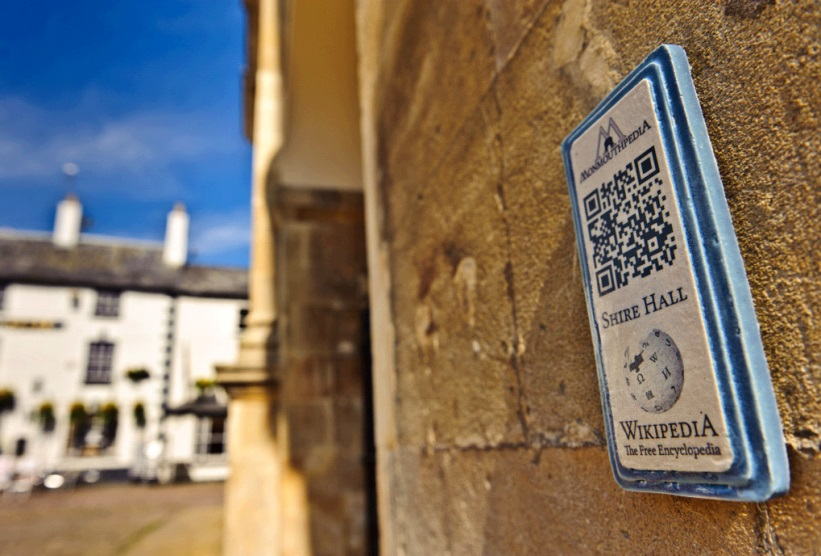 MONMOUTHPEDIA
SHIRE HALL
WIKIPEDIA
The Free Encyclopedia